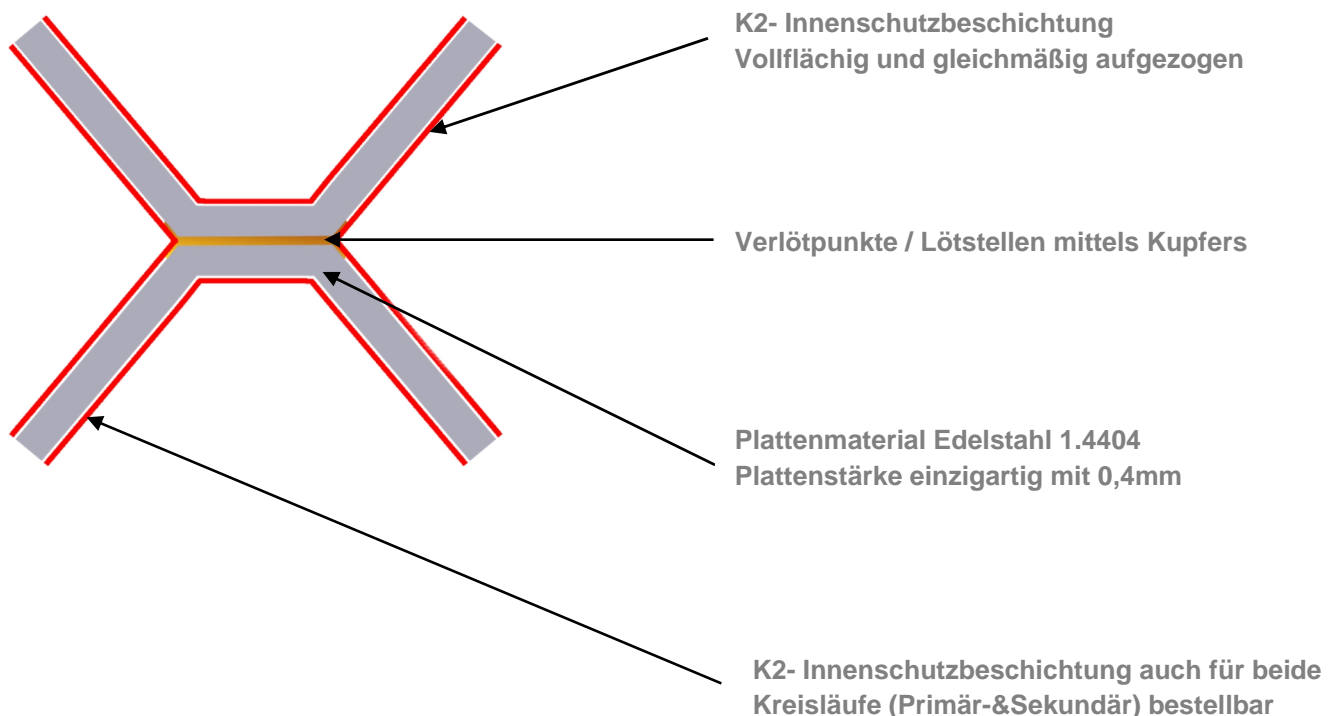 K2- Innenschutzbeschichtung
Vollflächig und gleichmäßig aufgezogen
Verlötpunkte / Lötstellen mittels Kupfers
Plattenmaterial Edelstahl 1.4404
Plattenstärke einzigartig mit 0,4mm
K2- Innenschutzbeschichtung auch für beide
Kreisläufe (Primär-&Sekundär) bestellbar